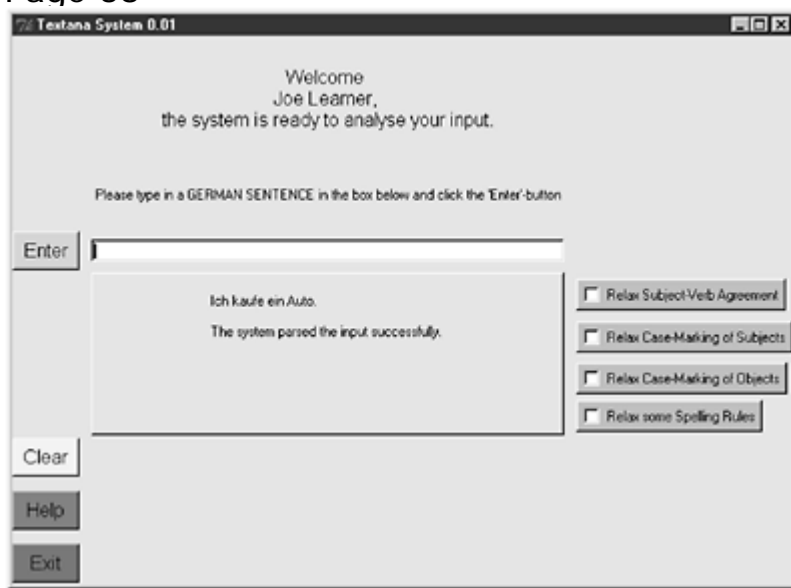 Textana System 0.01
Welcome
Joe Learner,
the system is ready to analyse your input.
Please type in a GERMAN SENTENCE in the box below and click the 'Enter'-button
Enter
Ich kaufe ein Auto.
The system parsed the input successfully.
Relax Subject-Verb Agreement
Relax Case-Marking of Subjects
Relax Case-Marking of Objects
Relax some Spelling Rules
Clear
Help
Exit